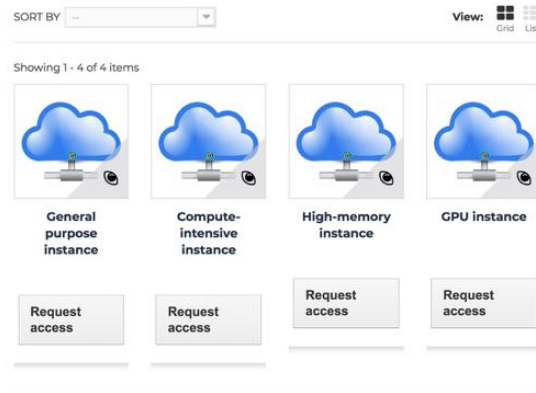 SORT BY --
View:
Grid
Showing 1 - 4 of 4 items
General
purpose
instance
Compute-
intensive
instance
High-memory
instance
GPU instance
Request
access
Request
access
Request
access
Request
access